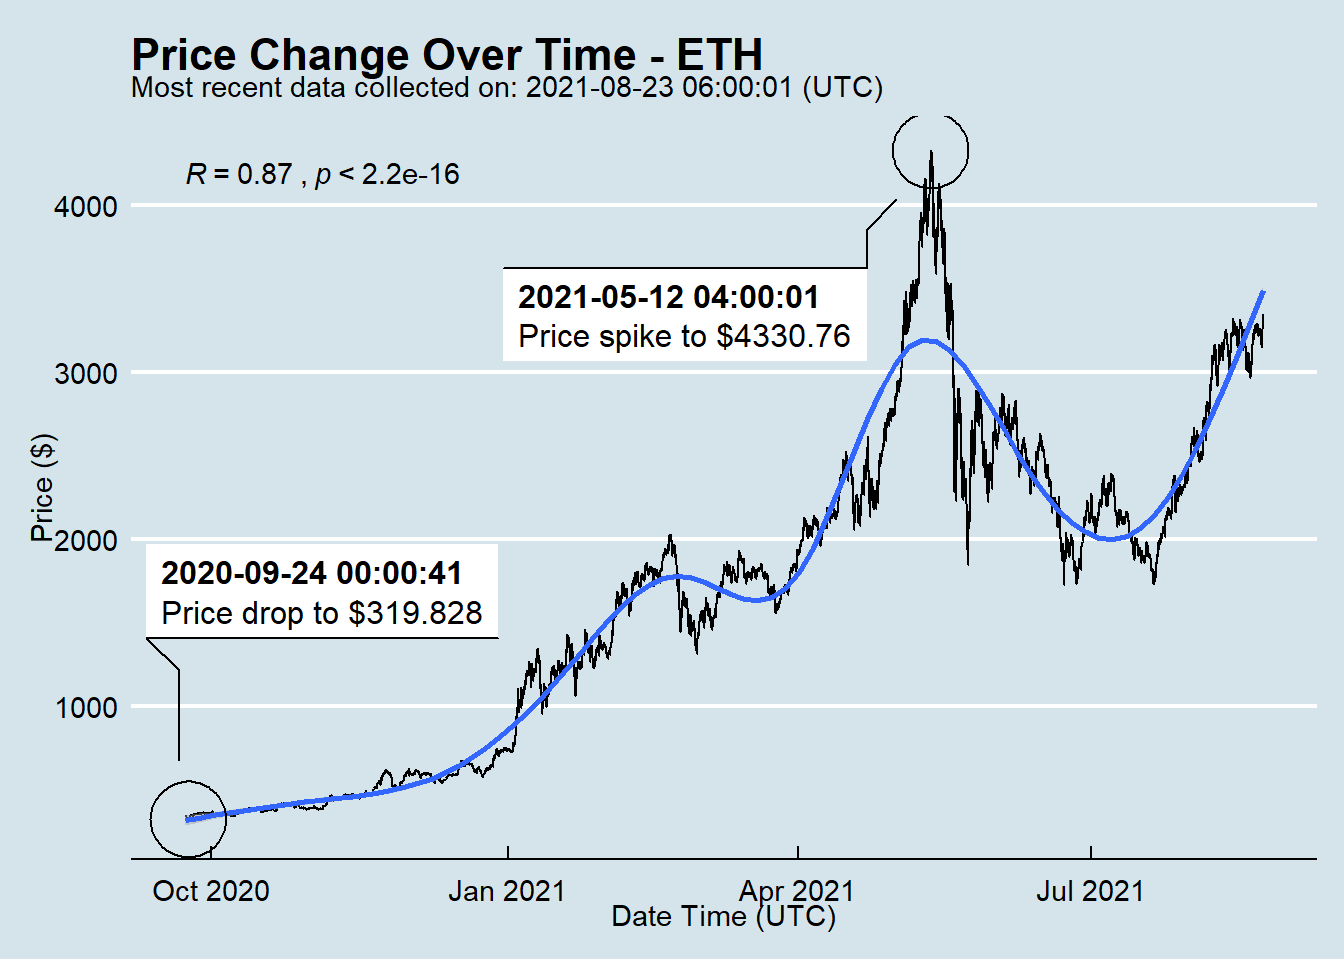 Price Change Over Time - ETH
Most recent data collected on: 2021-08-23 06:00:01 (UTC)
R = 0.87 , p < 2.2e-16
4000
2021-05-12 04:00:01
Price spike to $4330.76
3000
Price ($)
2000
2020-09-24 00:00:41
Price drop to $319.828
1000
Oct 2020 Jan 2021 Apr 2021 Jul 2021
Date Time (UTC)